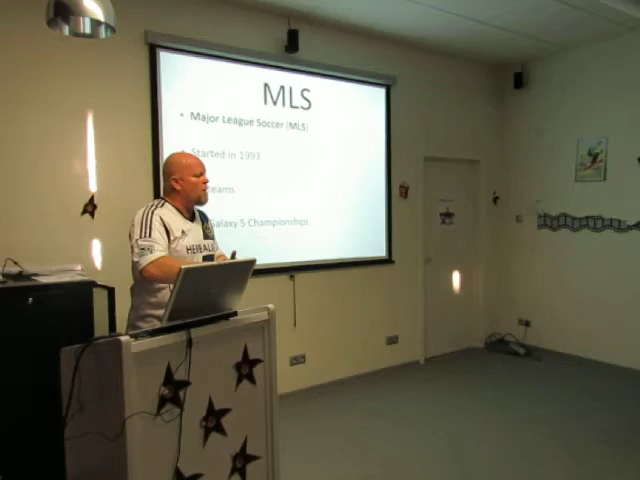 MLS
• Major League Soccer (MLS)
Started in 1993
teams
Galaxy 5 Championships
HERBALIFE